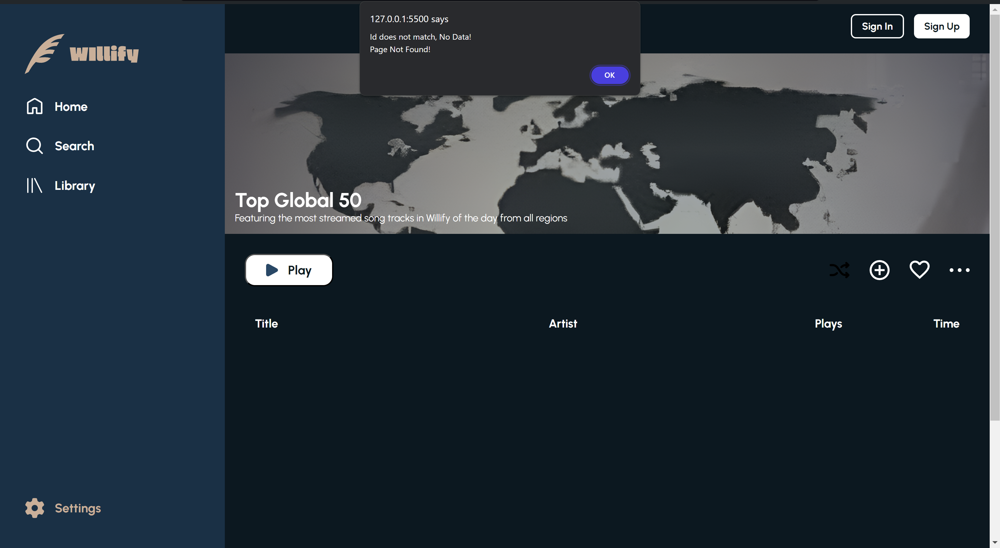 127.0.0.1:5500 says
Id does not match, No Data!
Page Not Found!
OK
Sign In
Sign Up
Willify
Home
Search
Library
Top Global 50
Featuring the most streamed song tracks in Willify of the day from all regions
Play
Title Artist Plays Time
Settings